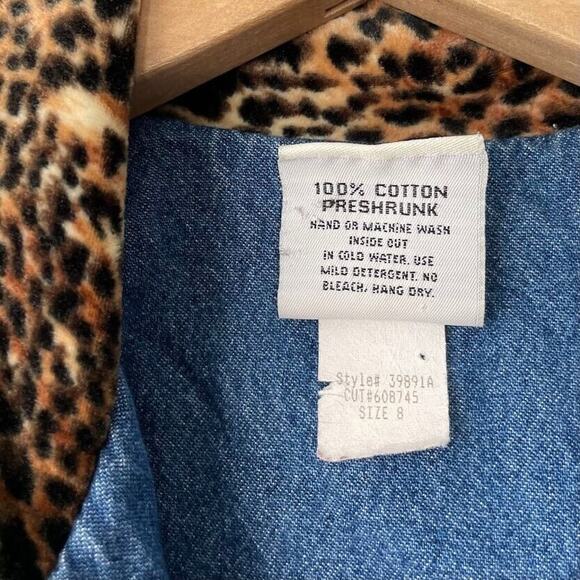 100% COTTON
PRESHRUNK
HAND OR MACHINE WASH
INSIDE OUT
IN COLD WATER. USE
MILD DETERGENT. NO
BLEACH, HANG DRY.
Style# 39891A
CUT#608745
SIZE 8